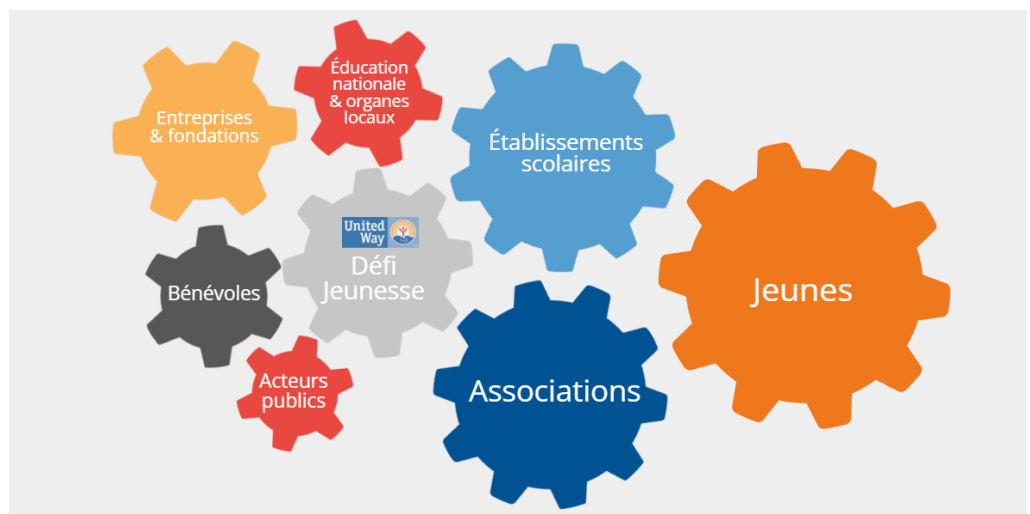 Entreprises
& fondations
Éducation
nationale
& organes
locaux
Établissements
scolaires
United
Way
Défi
Jeunesse
Jeunes
Bénévoles
Acteurs
publics
Associations